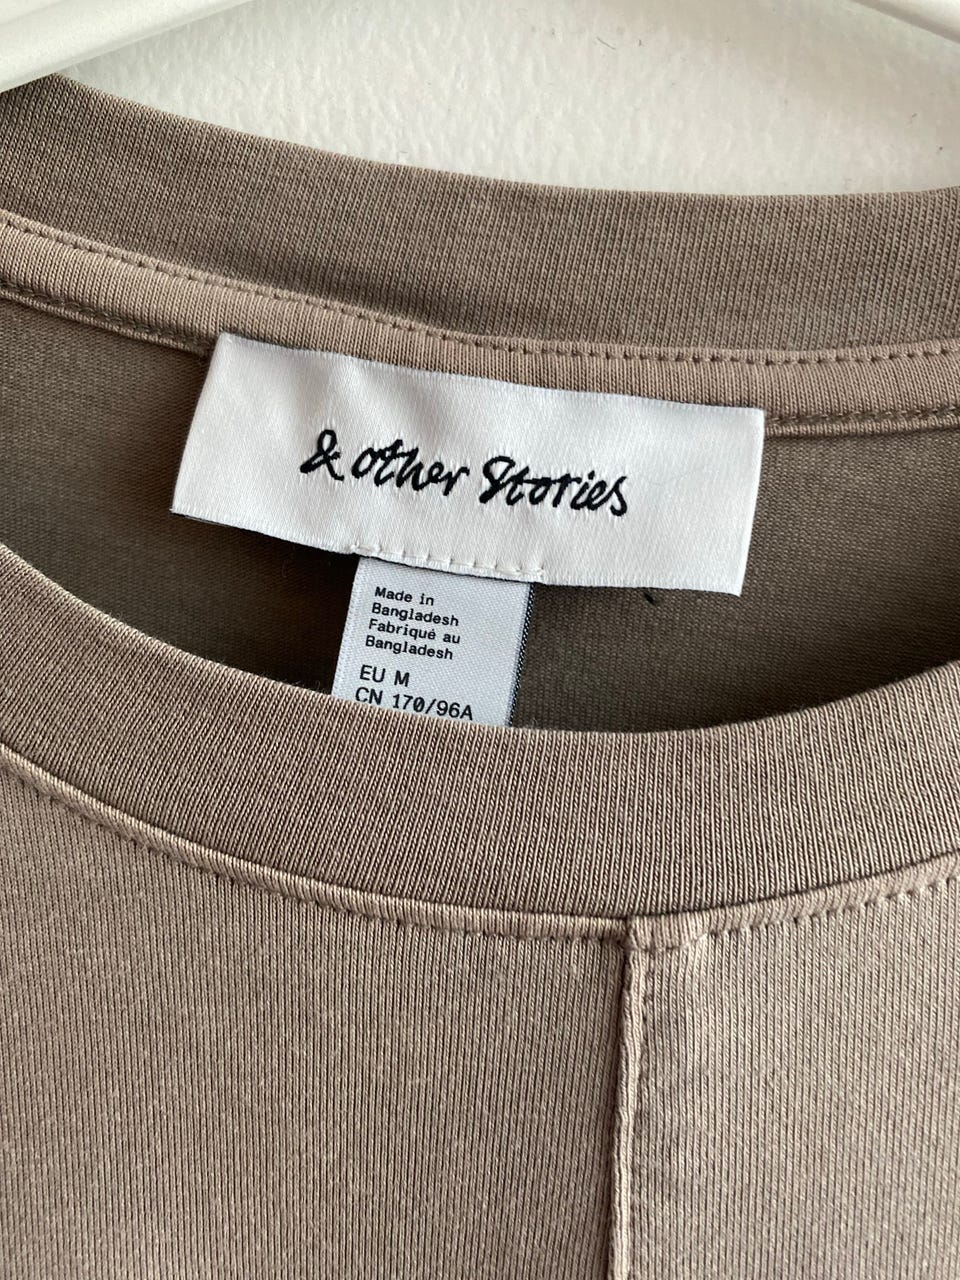 & other Stories
Made in
Bangladesh
Fabriqué au
Bangladesh
EU M
CN 170/96A